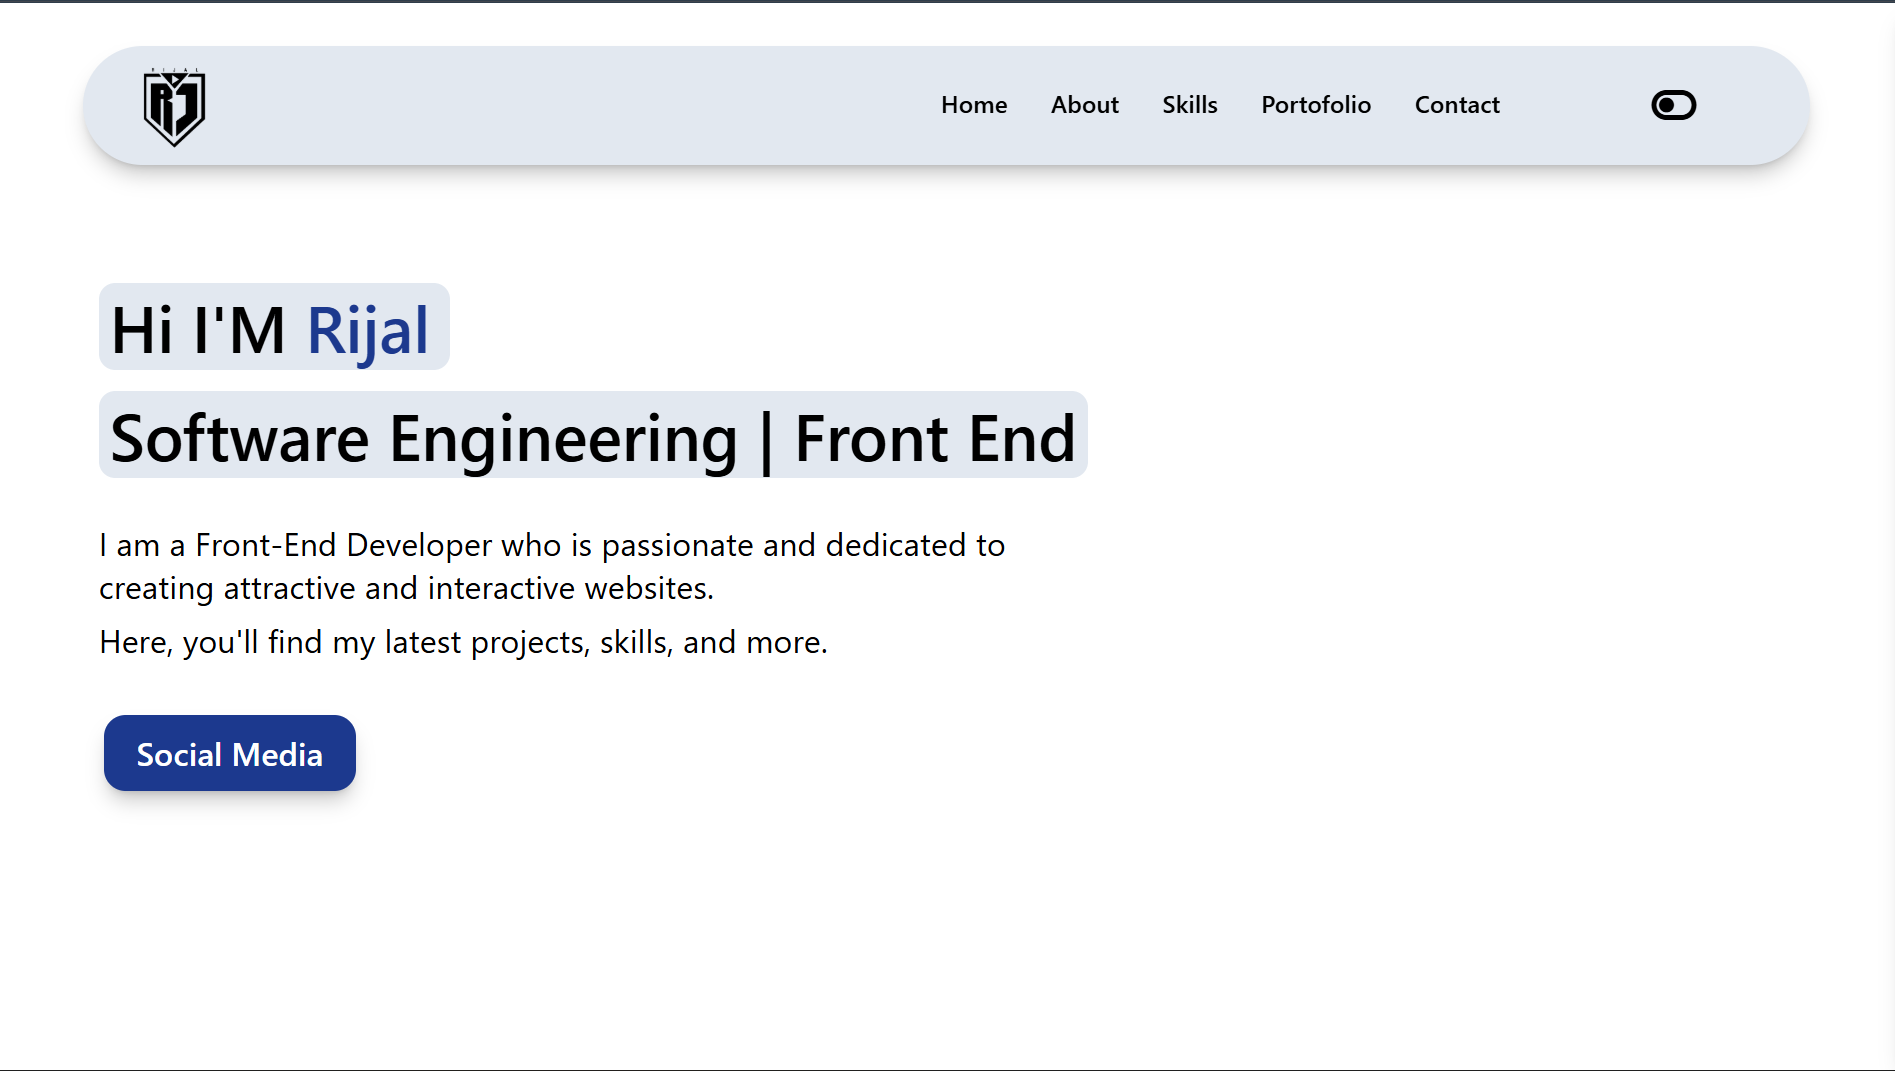 RIJAL
RJ
Home About Skills Portofolio Contact
Hi I'M Rijal
Software Engineering | Front End
I am a Front-End Developer who is passionate and dedicated to
creating attractive and interactive websites.
Here, you'll find my latest projects, skills, and more.
Social Media